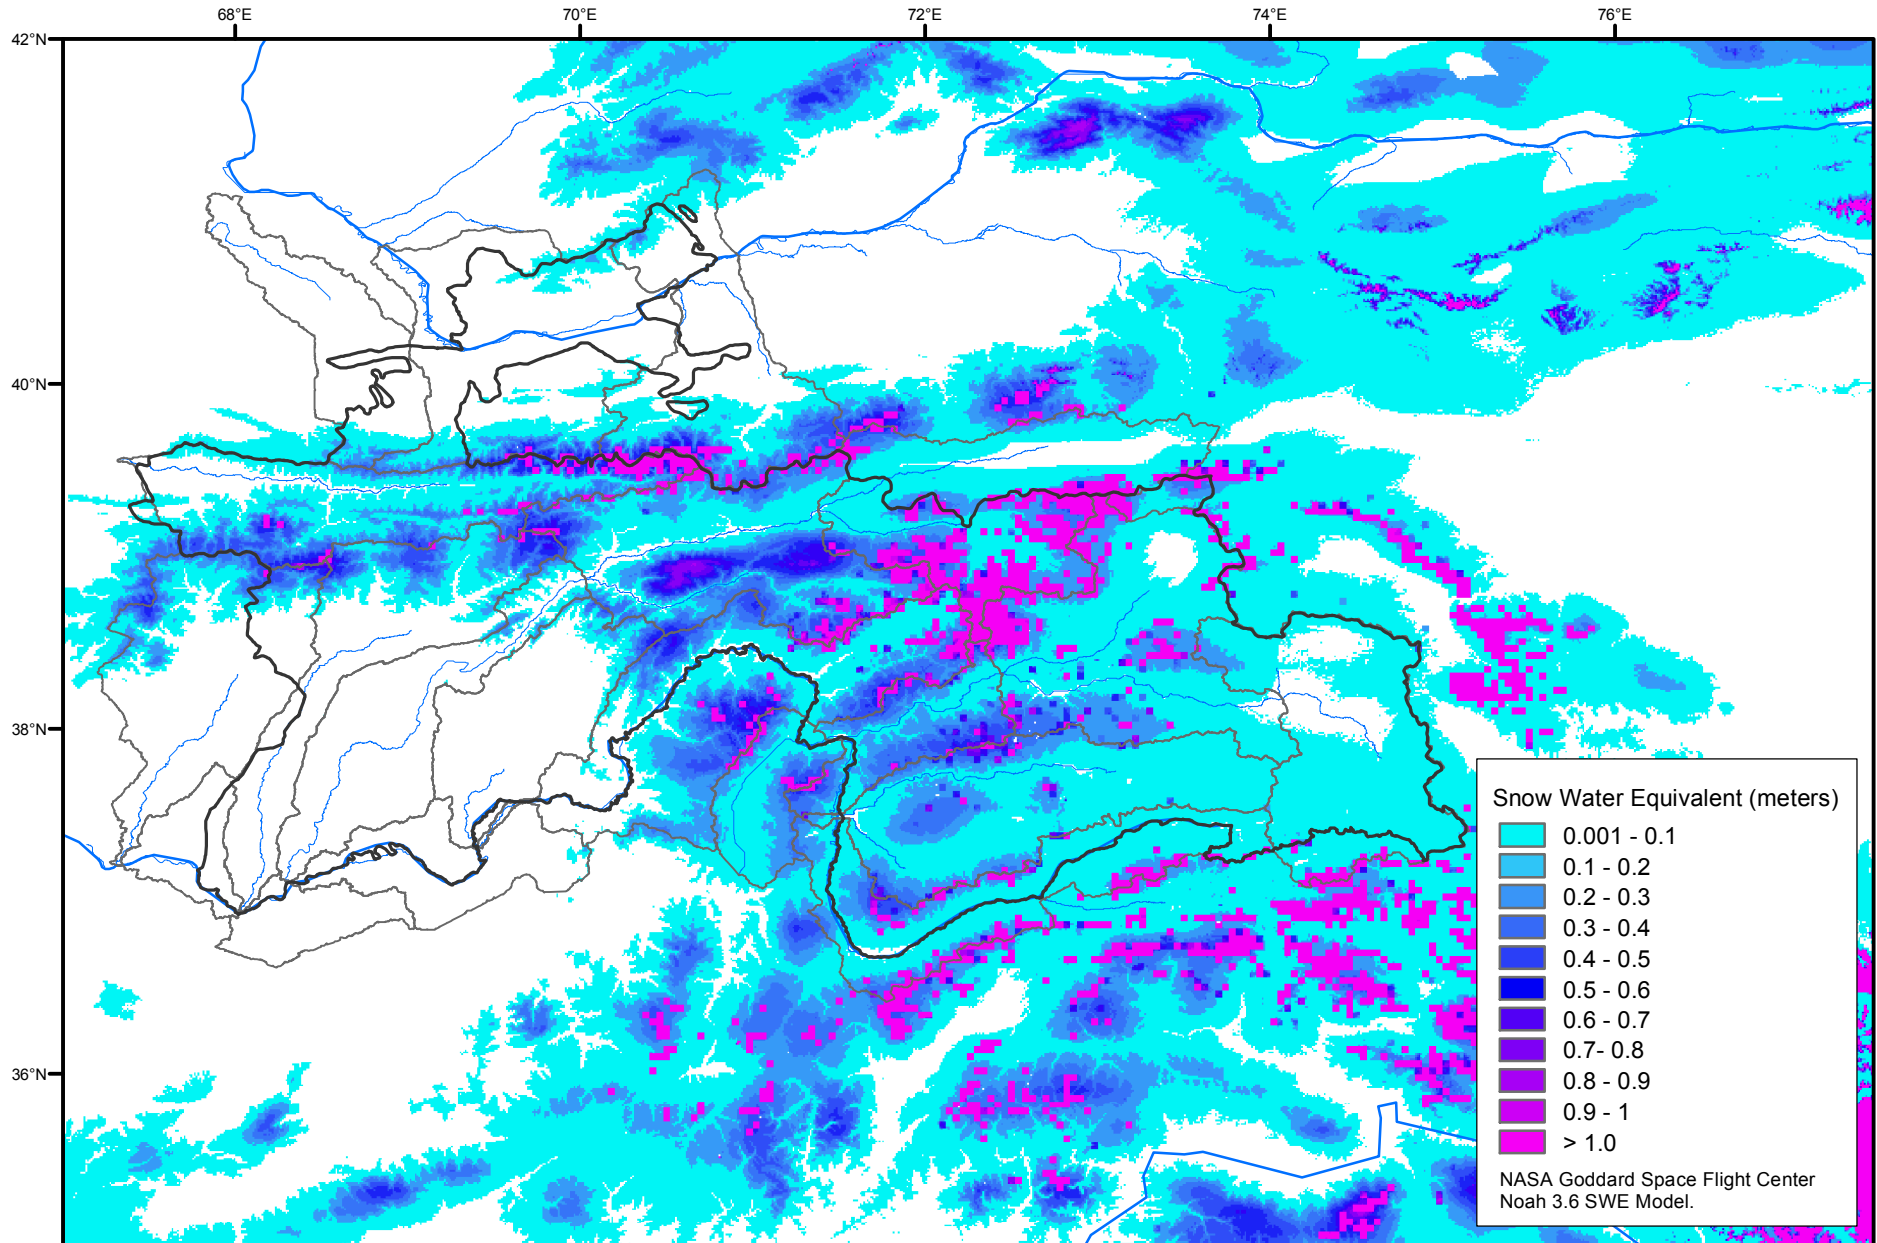 68°E 70°E 72°E 74°E 76°E
42°N
40°N
38°N
36°N
Snow Water Equivalent (meters)
0.001 - 0.1
0.1 - 0.2
0.2 - 0.3
0.3 - 0.4
0.4 - 0.5
0.5 - 0.6
0.6 - 0.7
0.7- 0.8
0.8 - 0.9
0.9 - 1
> 1.0
NASA Goddard Space Flight Center
Noah 3.6 SWE Model.